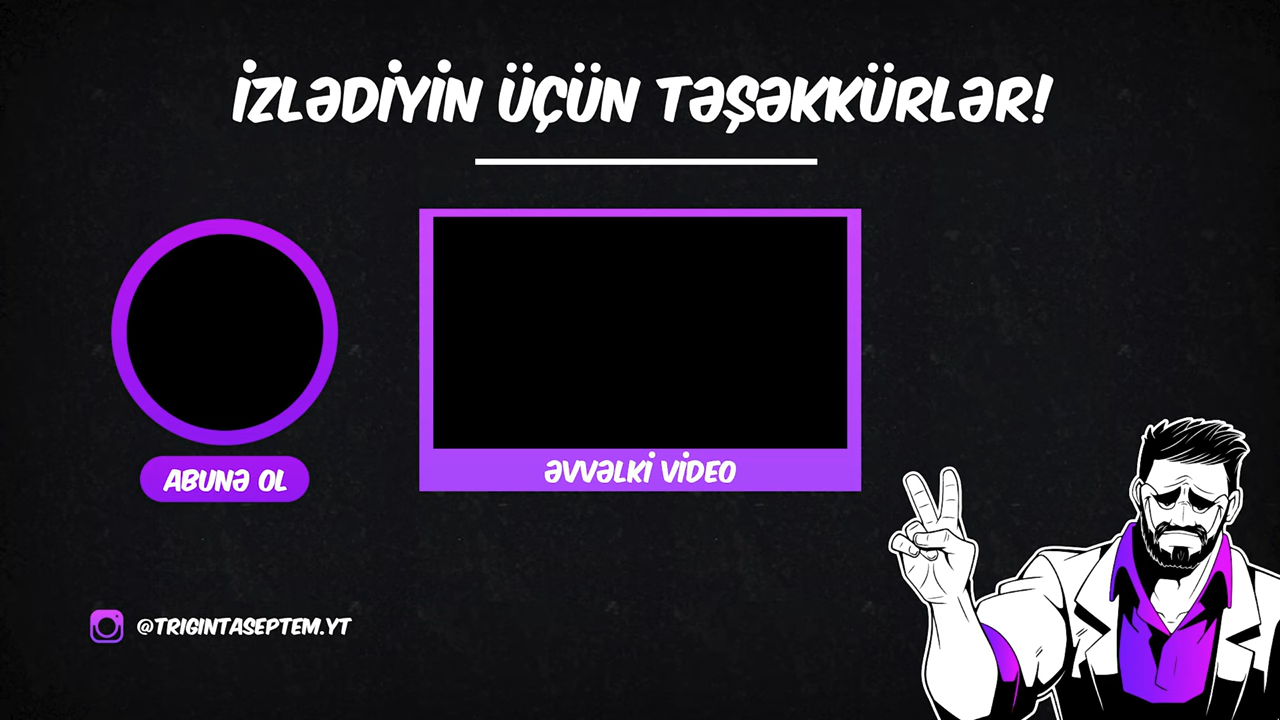 İZLƏDİYİN ÜÇÜN TƏŞƏKKÜRLƏR!
ABUNƏ OL
ƏVVƏLKİ VİDEO
@TRIGINTASEPTEM.YT